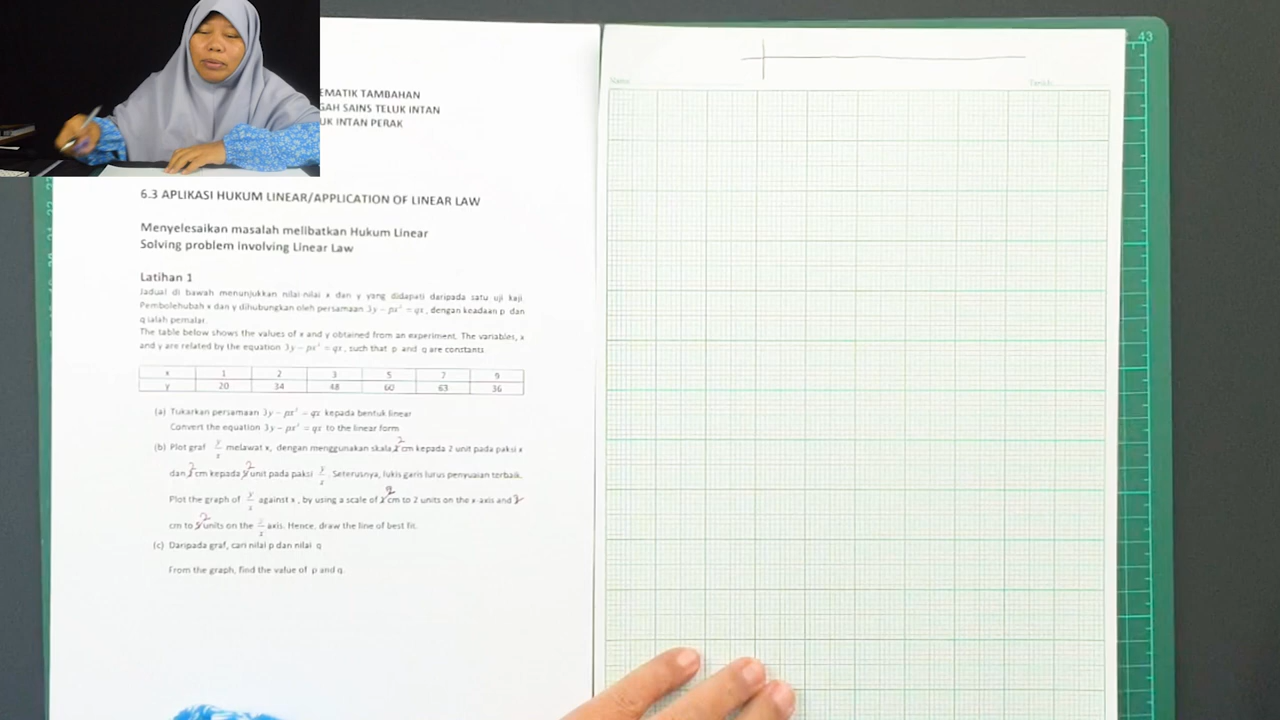 EMATIK TAMBAHAN
GAH SAINS TELUK INTAN
UK INTAN PERAK
6.3 APLIKASI HUKUM LINEAR/APPLICATION OF LINEAR LAW
Menyelesaikan masalah melibatkan Hukum Linear
Solving problem involving Linear Law
Latihan 1
Jadual di bawah menunjukkan nilai-nilai x dan y yang didapati daripada satu uji kaji
Pembolehubah x dan y dihubungkan oleh persamaan 3y − px² = qx, dengan keadaan p dan
q ialah pemalar.
The table below shows the values of x and y obtained from an experiment. The variables, x
and y are related by the equation 3y − px² = qx, such that p and q are constants
x 1 2 3 5 7 9
y 20 34 48 60 63 36
(a) Tukarkan persamaan 3y − px² = qx kepada bentuk linear
Convert the equation 3y − px² = qx to the linear form
(b) Plot graf y/x melawat x, dengan menggunakan skala 2 cm kepada 2 unit pada paksi x
dan 2 cm kepada 2 unit pada paksi y/x. Seterusnya, lukis garis lurus penyuaian terbaik.
Plot the graph of y/x against x, by using a scale of 2 cm to 2 units on the x-axis and 2
cm to 2 units on the y/x axis. Hence, draw the line of best fit.
(c) Daripada graf, cari nilai p dan nilai q
From the graph, find the value of p and q.
Nama:
Tarikh:
43